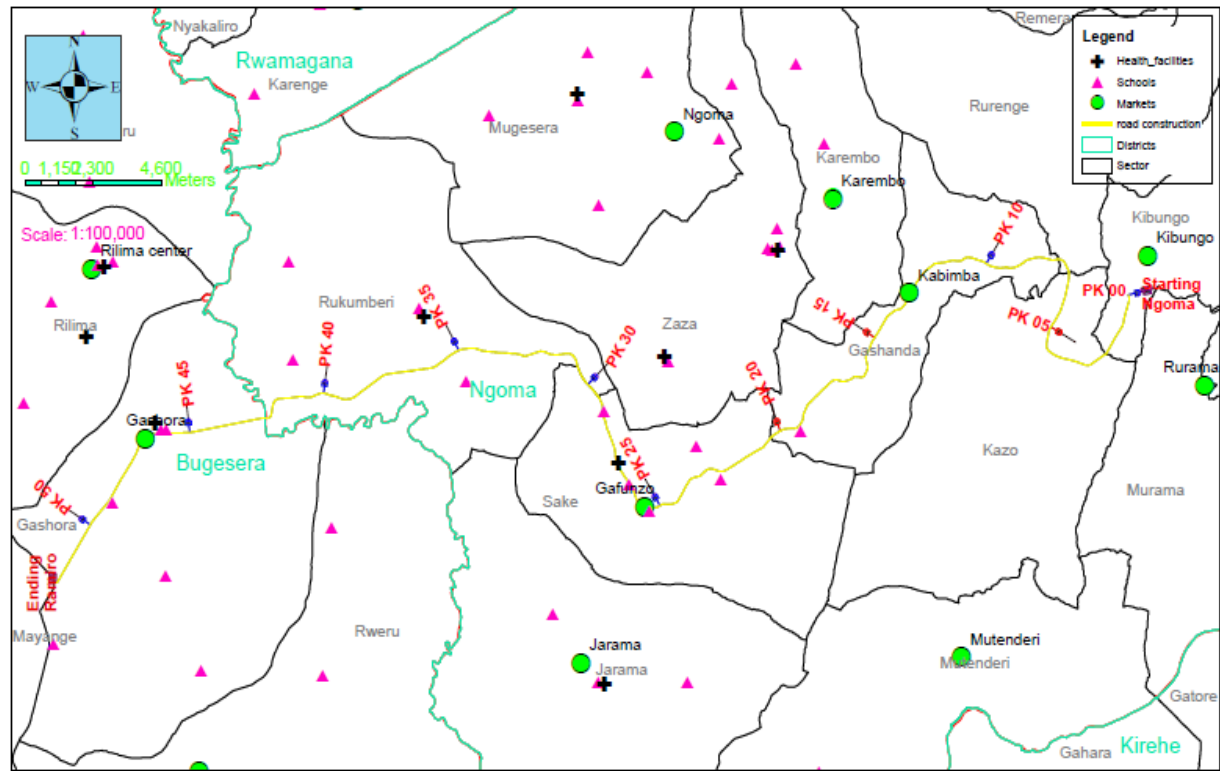 Nyakaliro
Remera
Legend
Health_facilities
Schools
Markets
road construction
Districts
Sector
N
W
E
S
Rwamagana
Karenge
Rurenge
Ngoma
Mugesera
ru
0 1,150 2,300 4,600
Meters
Karembo
Karembo
Kibungo
Kibungo
Scale: 1:100,000
Rilima center
PK 10
Kabimba
PK 00
Starting
Ngoma
Rukumberi
PK 35
Rilima
Zaza
PK 15
PK 05
Gashanda
PK 40
PK 30
PK 45
Ngoma
Rurama
PK 20
Gashora
Bugesera
PK 25
Kazo
Gafunzo
Sake
Murama
PK 50
Gashora
Ending
Ramiro
Mayange
Rweru
Jarama
Jarama
Mutenderi
Mutenderi
Gatore
Gahara
Kirehe